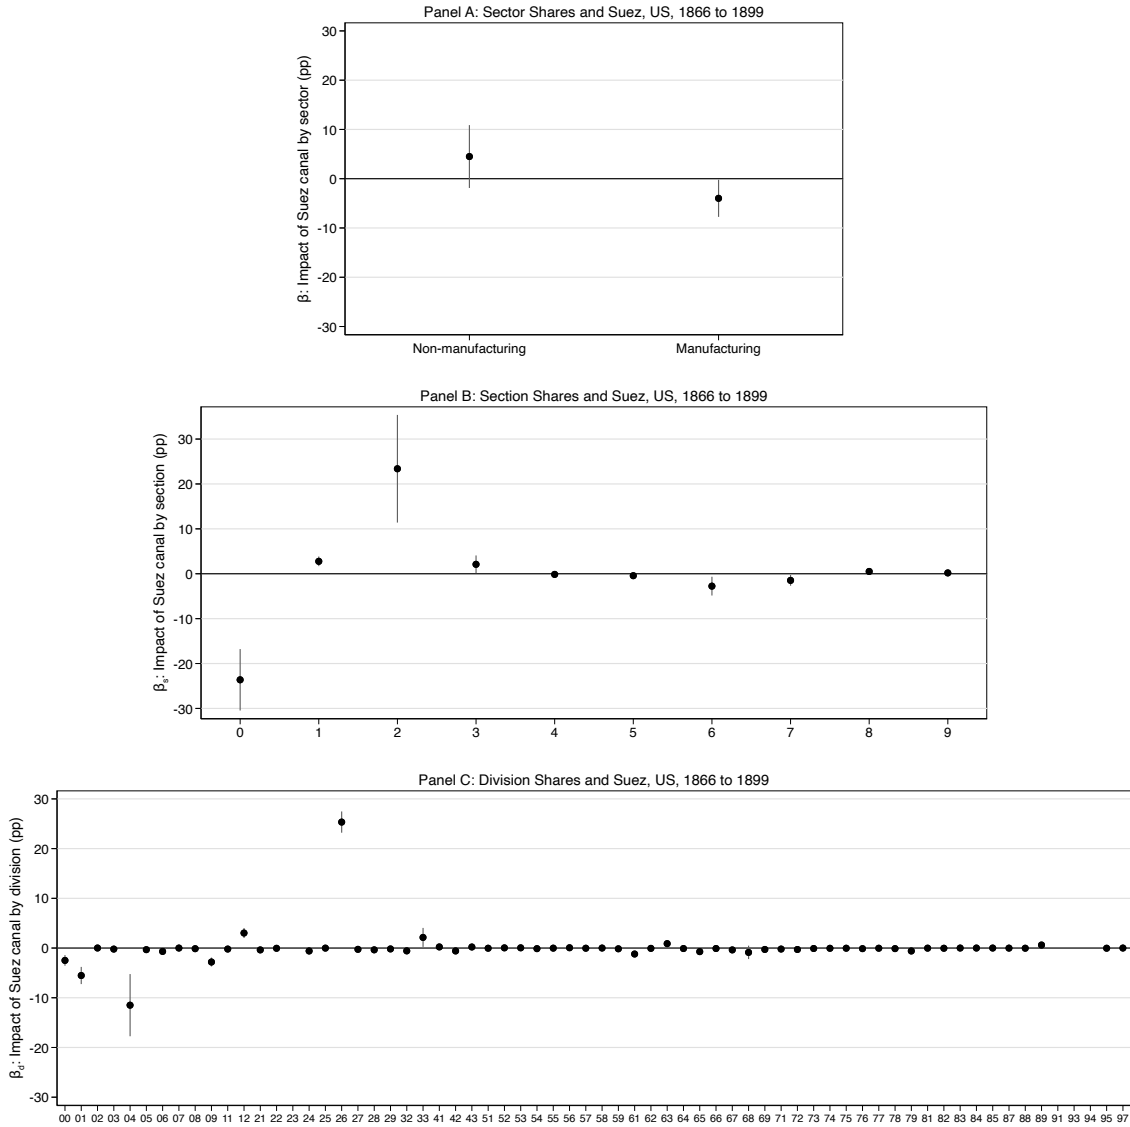 Panel A: Sector Shares and Suez, US, 1866 to 1899
β: Impact of Suez canal by sector (pp)
30
20
10
0
-10
-20
-30
Non-manufacturing Manufacturing
Panel B: Section Shares and Suez, US, 1866 to 1899
βs: Impact of Suez canal by section (pp)
30
20
10
0
-10
-20
-30
0 1 2 3 4 5 6 7 8 9
Panel C: Division Shares and Suez, US, 1866 to 1899
βd: Impact of Suez canal by division (pp)
30
20
10
0
-10
-20
-30
00 01 02 03 04 05 06 07 08 09 11 12 21 22 23 24 25 26 27 28 29 32 33 41 42 43 51 52 53 54 55 56 57 58 59 61 62 63 64 65 66 67 68 69 71 72 73 74 75 76 77 78 79 81 82 83 84 85 87 88 89 91 93 94 95 97